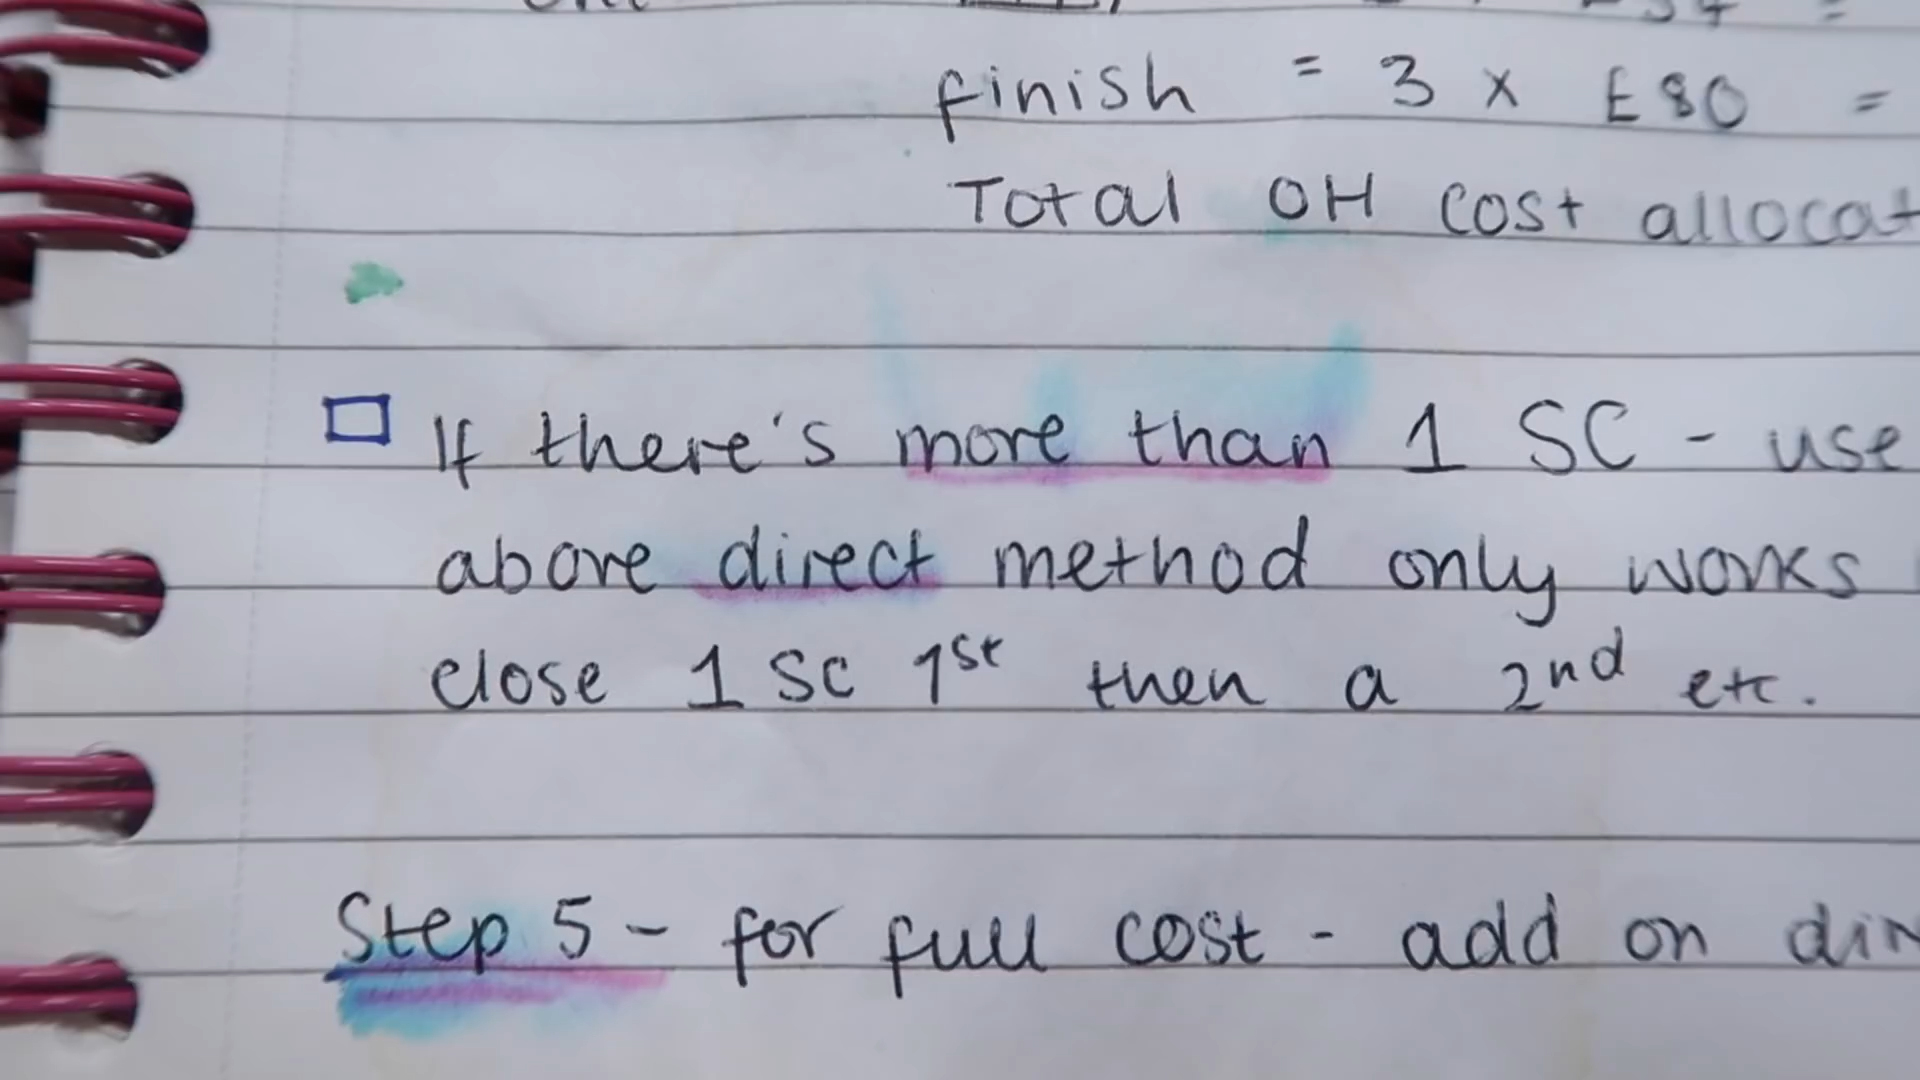 finish = 3 x £80 =
Total OH cost allocat
If there's more than 1 SC - use
above direct method only works
close 1 SC 1st then a 2nd etc.
Step 5 - for full cost - add on dir